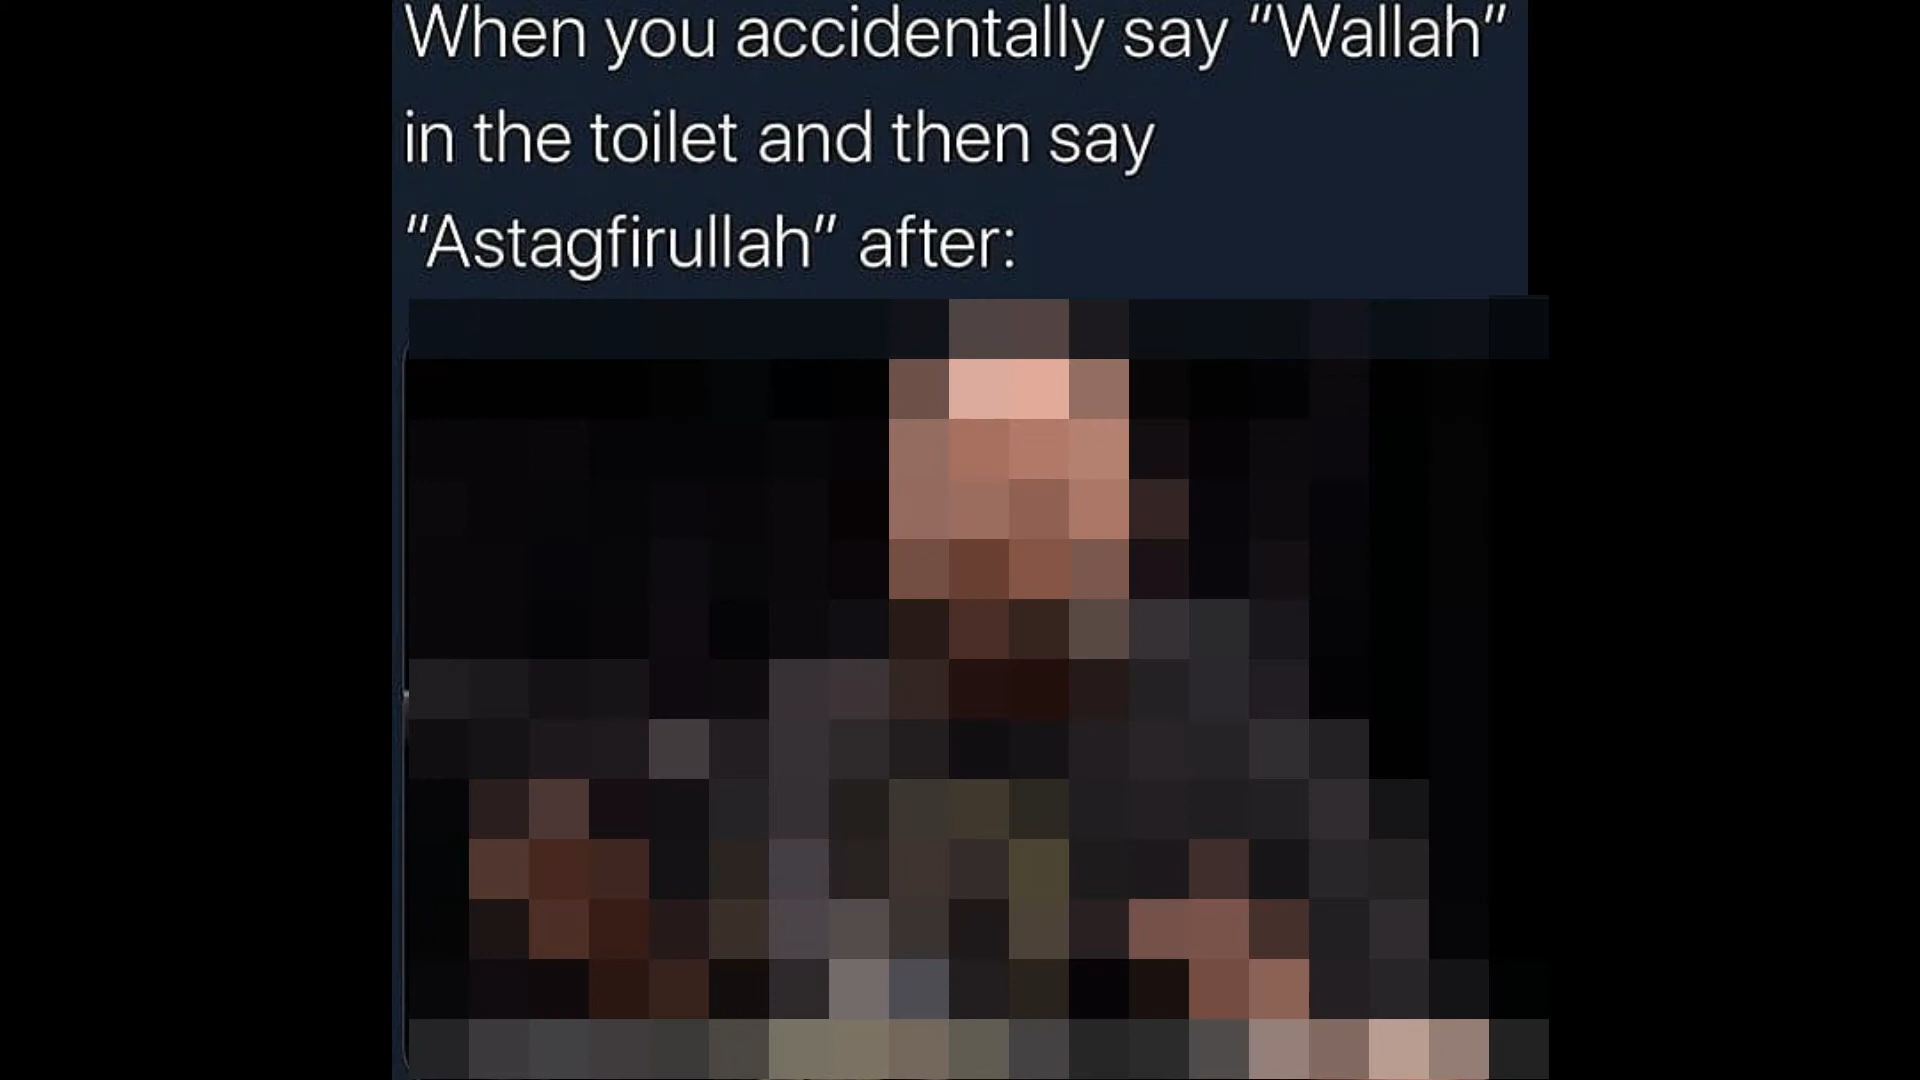 When you accidentally say “Wallah”
in the toilet and then say
“Astagfirullah” after: